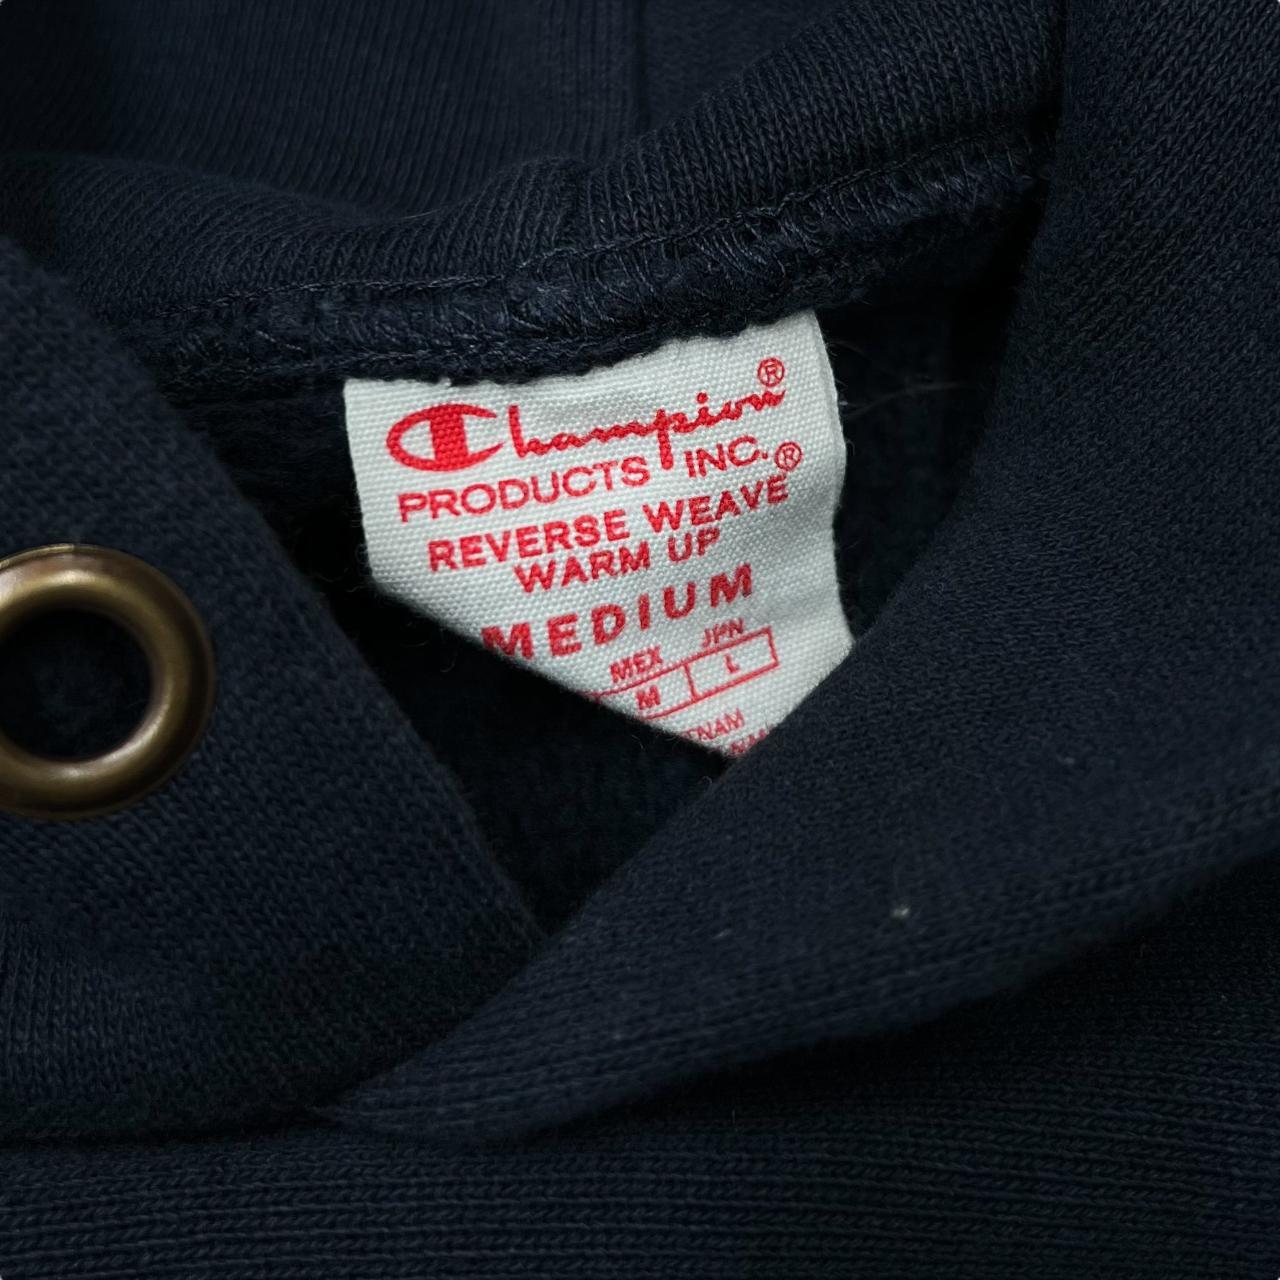 Champion®
PRODUCTS INC.
REVERSE WEAVE®
WARM UP
MEDIUM
MEX JPN
M L